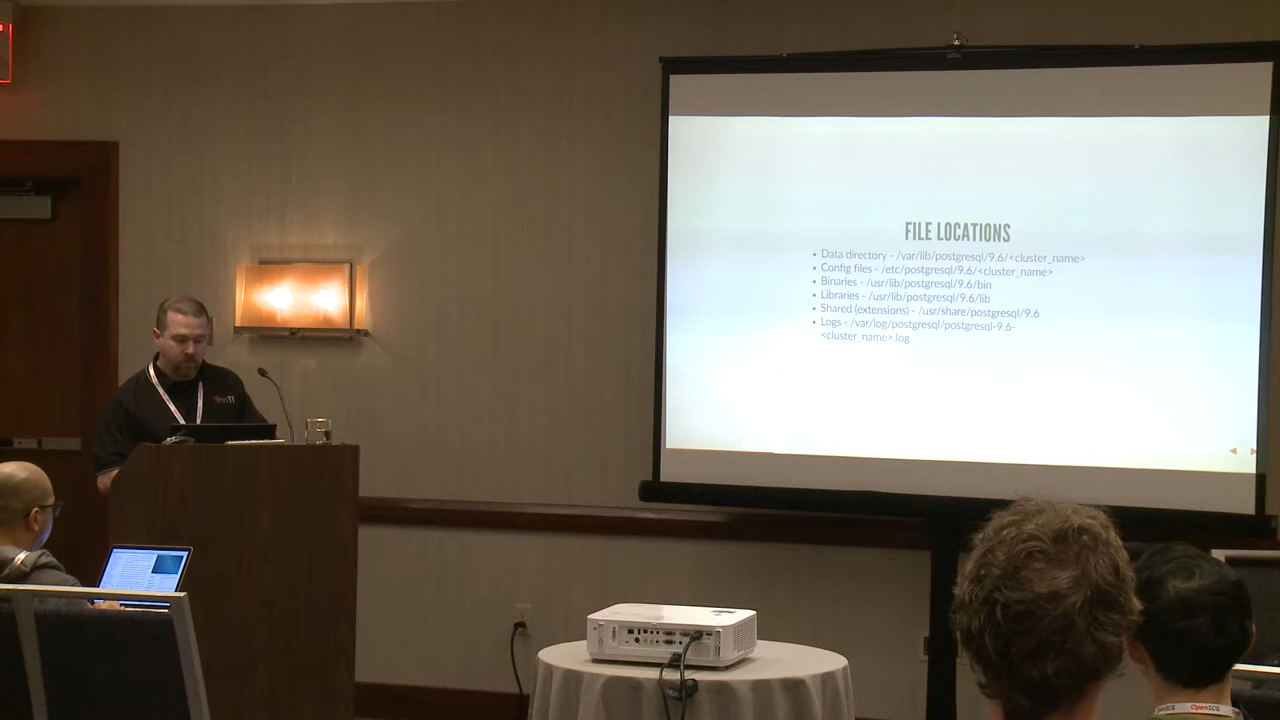 FILE LOCATIONS
• Data directory - /var/lib/postgresql/9.6/<cluster_name>
• Config files - /etc/postgresql/9.6/<cluster_name>
• Binaries - /usr/lib/postgresql/9.6/bin
• Libraries - /usr/lib/postgresql/9.6/lib
• Shared (extensions) - /usr/share/postgresql/9.6
• Logs - /var/log/postgresql/postgresql-9.6-
<cluster_name>.log
OpenSCG